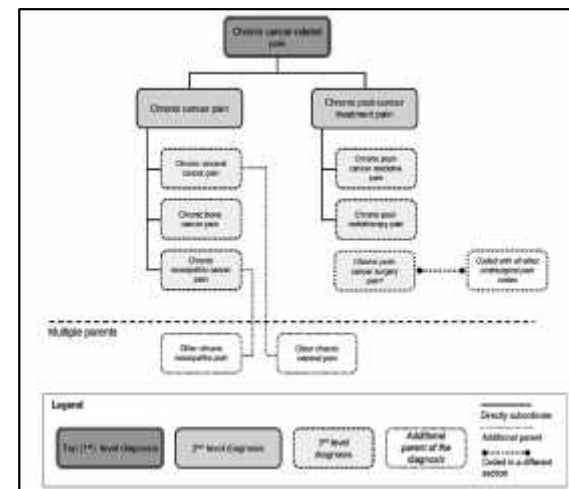 Chronic cancer related
pain
Chronic cancer pain
Chronic post-cancer
treatment pain
Chronic visceral
cancer pain
Chronic post-
cancer medicine
pain
Chronic bone
cancer pain
Chronic post-
radiotherapy pain
Chronic
neuropathic cancer
pain
Chronic post-
cancer surgery
pain*
Coded with all other
postsurgical pain
codes
Multiple parents
Other chronic
neuropathic pain
Other chronic
visceral pain
Legend
Top (1st) level diagnosis
2nd level diagnosis
3rd level
diagnosis
Additional
parent of the
diagnosis
Directly subordinate
Additional parent
Coded in a different
section